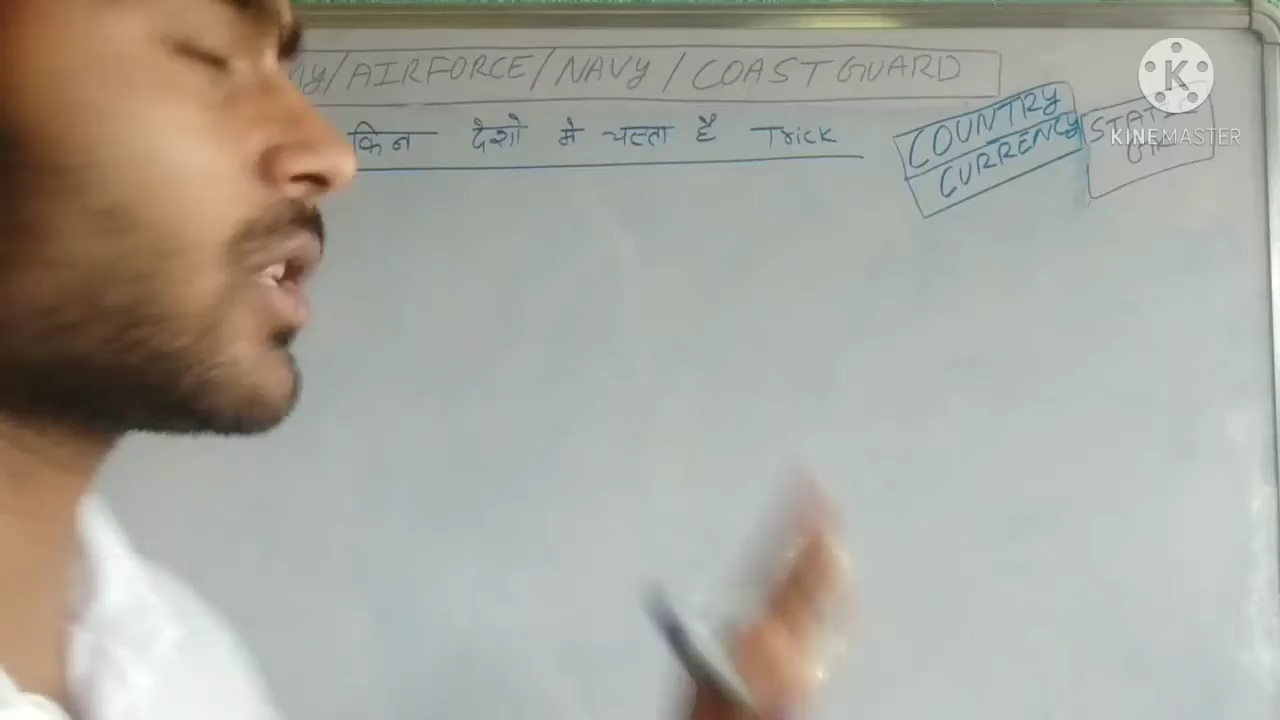 /AIRFORCE/NAVY/COASTGUARD
किन देशो मे चलता है Trick
COUNTRY
CURRENCY
K
KINEMASTER